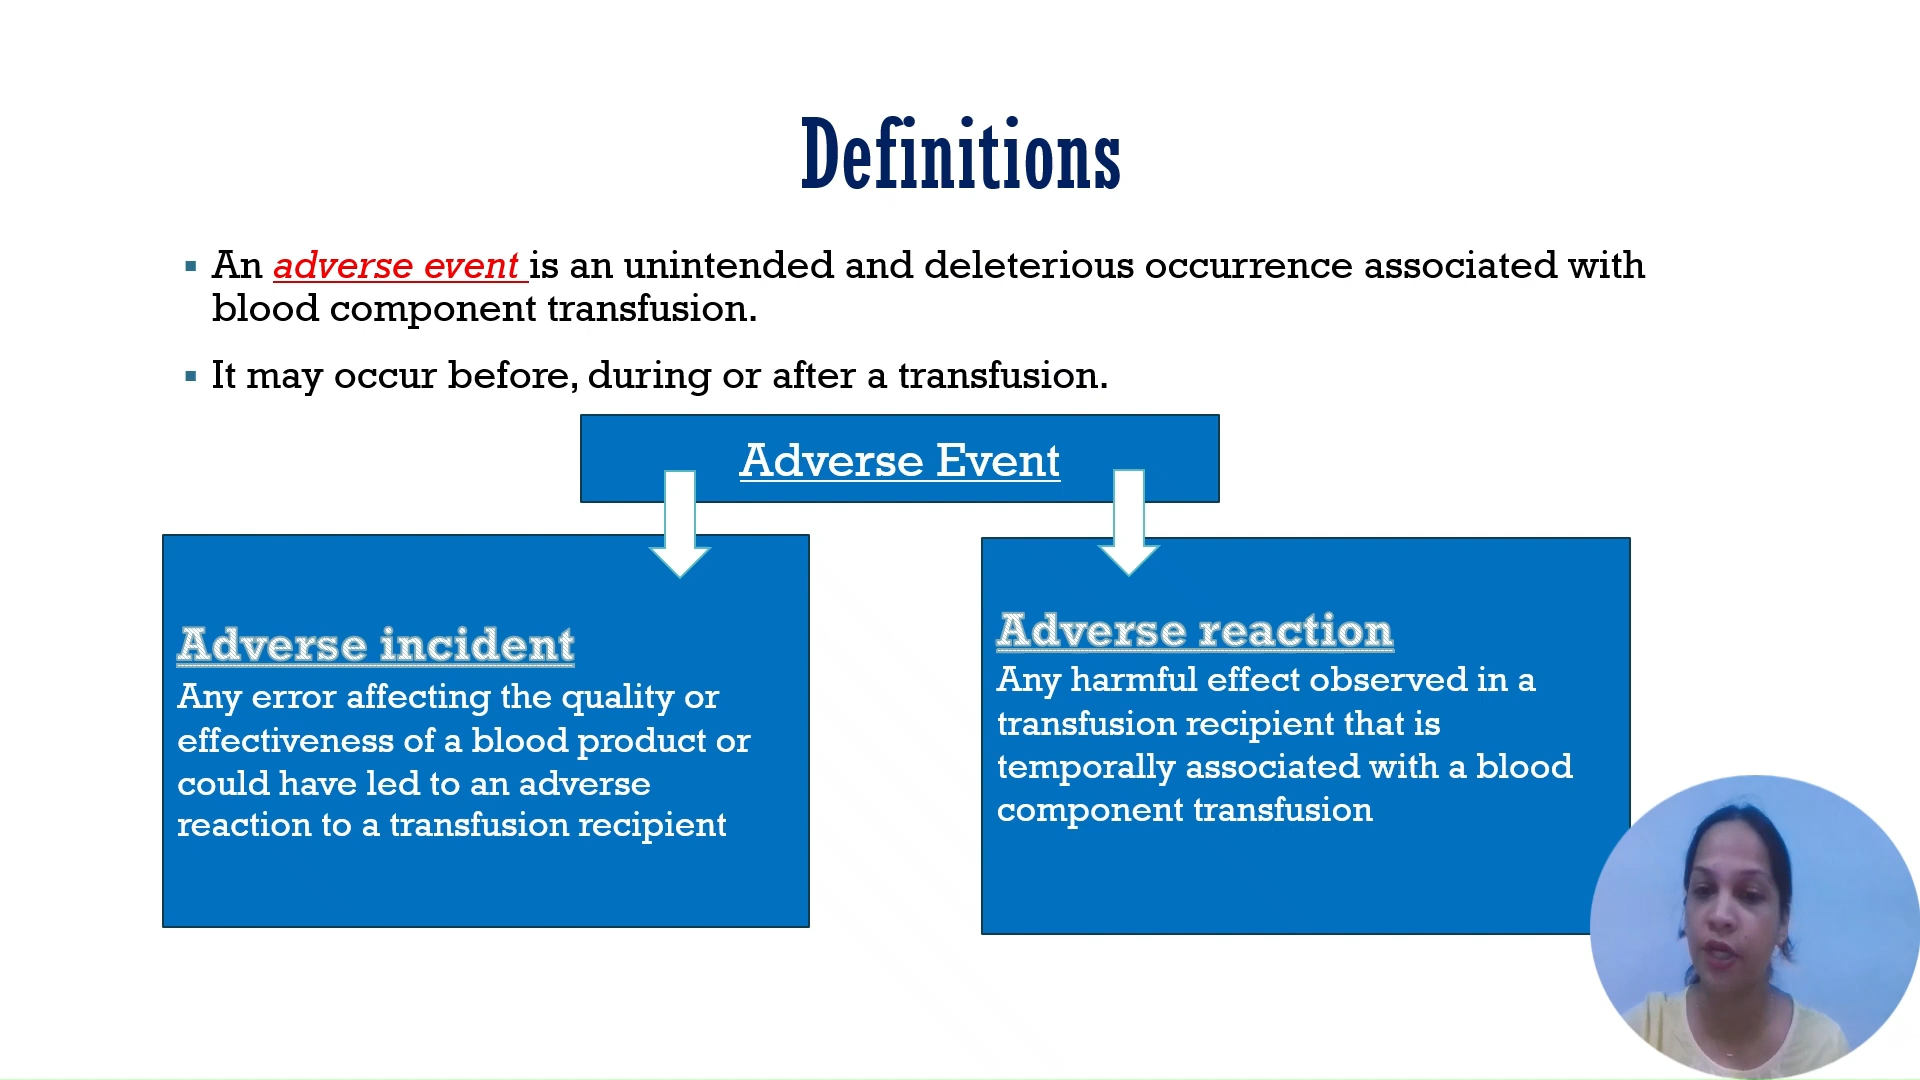 Definitions
An adverse event is an unintended and deleterious occurrence associated with
blood component transfusion.
It may occur before, during or after a transfusion.
Adverse Event
Adverse incident
Any error affecting the quality or
effectiveness of a blood product or
could have led to an adverse
reaction to a transfusion recipient
Adverse reaction
Any harmful effect observed in a
transfusion recipient that is
temporally associated with a blood
component transfusion